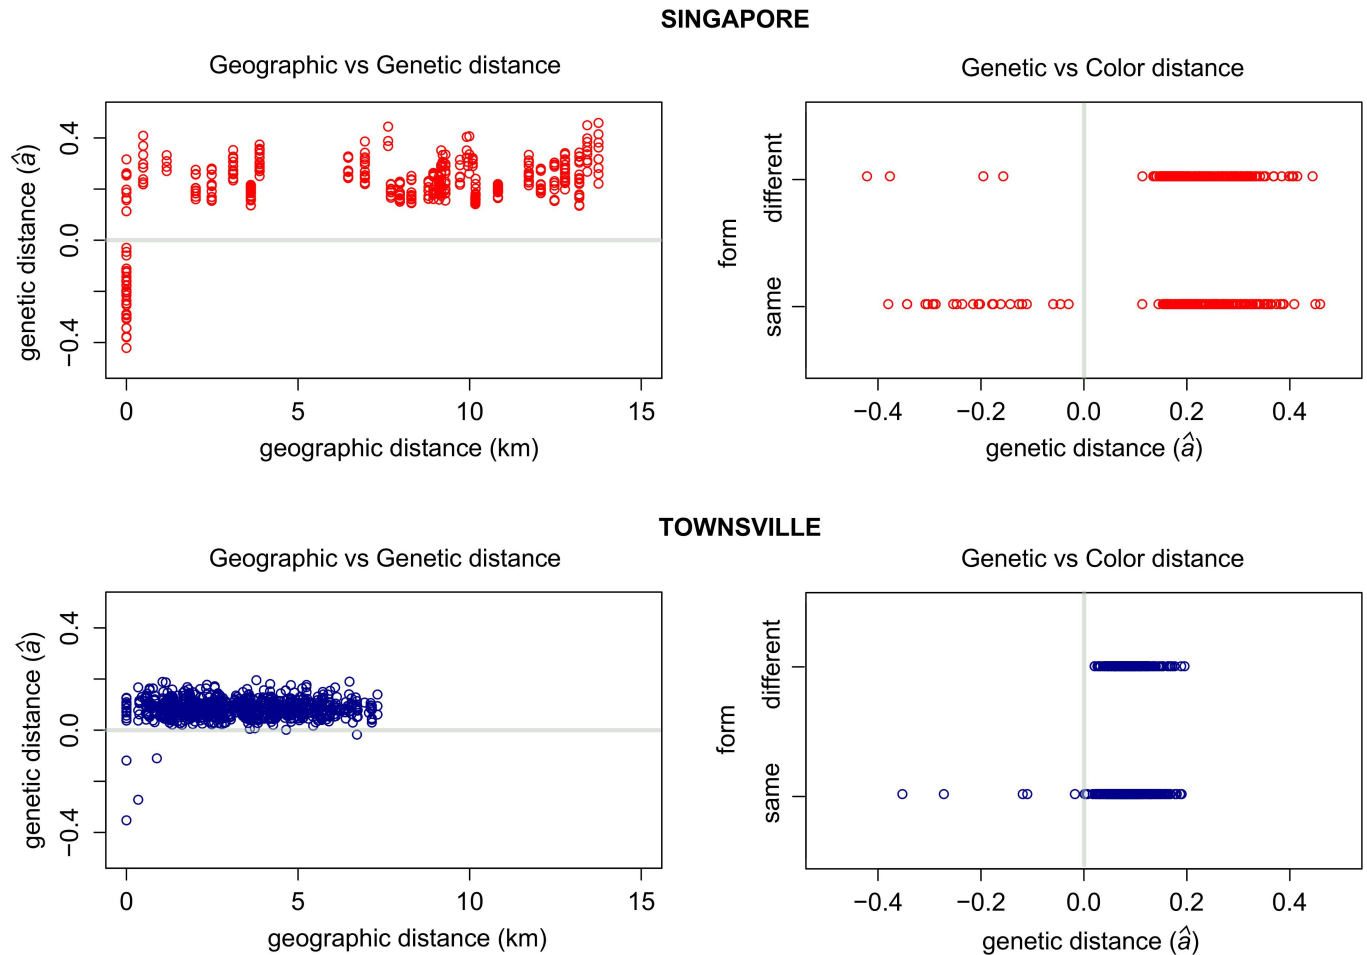 SINGAPORE
Geographic vs Genetic distance
genetic distance (â)
0.4
0.0
−0.4
0 5 10 15
geographic distance (km)
Genetic vs Color distance
form
different
same
−0.4 −0.2 0.0 0.2 0.4
genetic distance (â)
TOWNSVILLE
Geographic vs Genetic distance
genetic distance (â)
0.4
0.0
−0.4
0 5 10 15
geographic distance (km)
Genetic vs Color distance
form
different
same
−0.4 −0.2 0.0 0.2 0.4
genetic distance (â)